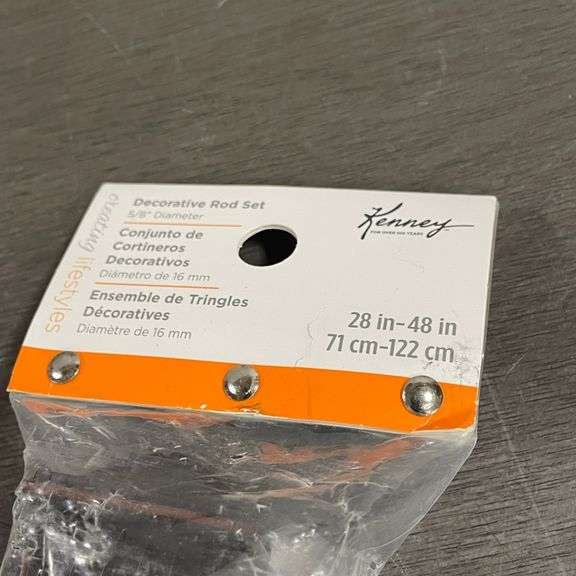 creating lifestyles
Decorative Rod Set
5/8" Diameter
Conjunto de
Cortineros
Decorativos
Diámetro de 16 mm
Ensemble de Tringles
Décoratives
Diamètre de 16 mm
Kenney™
FOR OVER 100 YEARS
28 in–48 in
71 cm–122 cm